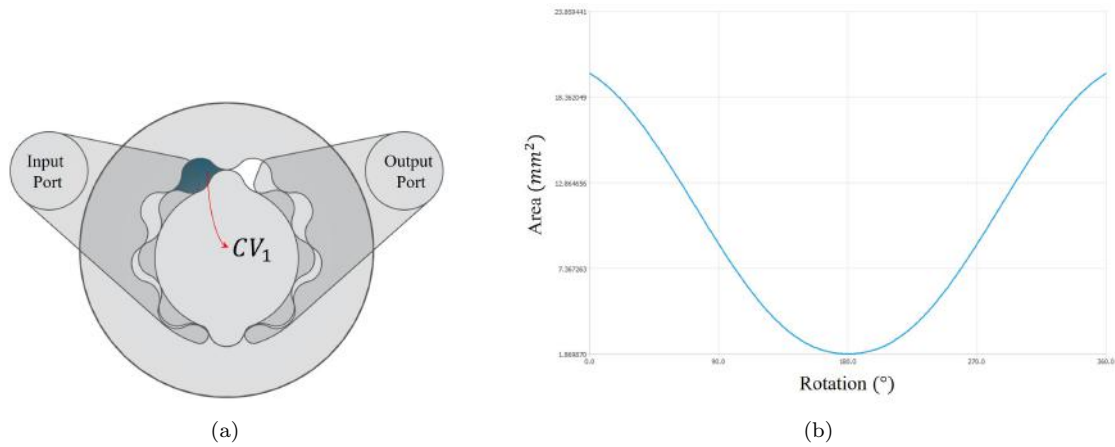 Input
Port
Output
Port
CV₁
(a)
23.859441
18.362049
12.864656
7.367263
1.869870
0.0
90.0
180.0
270.0
360.0
Area (mm²)
Rotation (°)
(b)